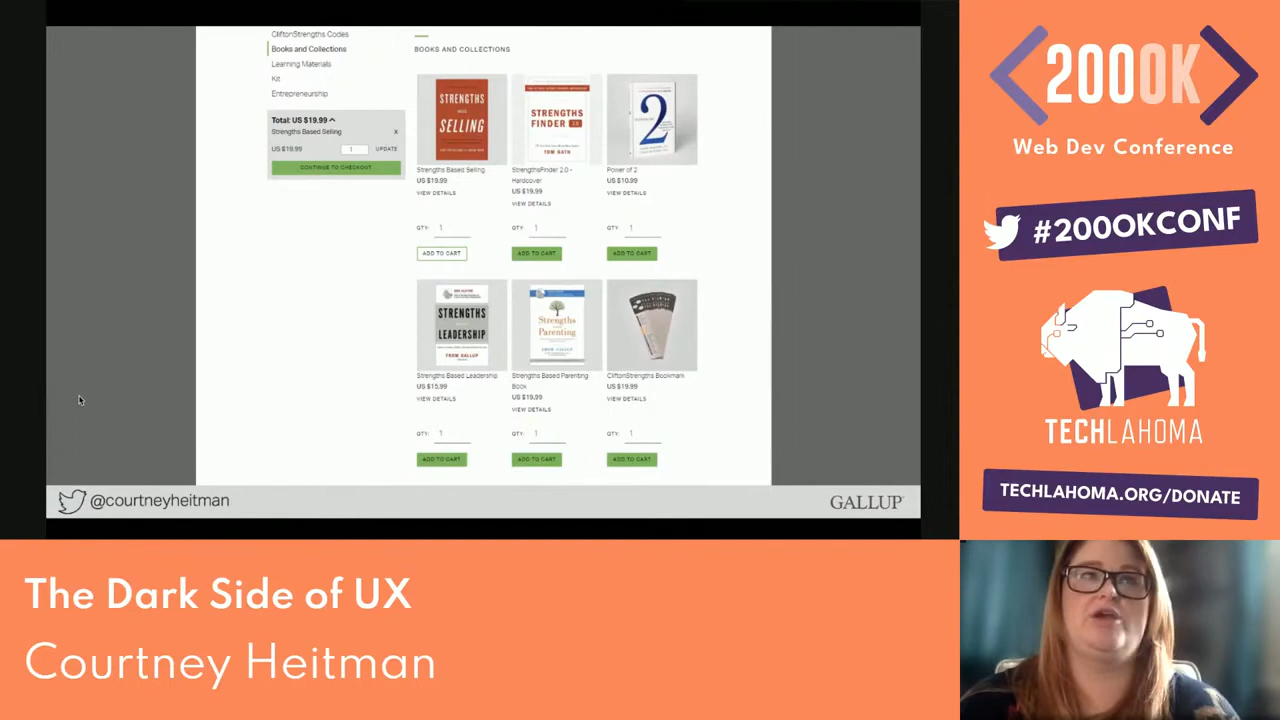 CliftonStrengths Codes
Books and Collections
Learning Materials
Kit
Entrepreneurship
Total: US $19.99
Strengths Based Selling x
US $19.99 1 UPDATE
CONTINUE TO CHECKOUT
BOOKS AND COLLECTIONS
STRENGTHS
SELLING
STRENGTHS
FINDER 2.0
TOM RATH
2
Strengths Based Selling
US $19.99
VIEW DETAILS
QTY: 1
ADD TO CART
StrengthsFinder 2.0 -
Hardcover
US $19.99
VIEW DETAILS
QTY: 1
ADD TO CART
Power of 2
US $10.99
VIEW DETAILS
QTY: 1
ADD TO CART
STRENGTHS
LEADERSHIP
FROM GALLUP
Strengths
Parenting
Strengths Based Leadership
US $15.99
VIEW DETAILS
QTY: 1
ADD TO CART
Strengths Based Parenting
Book
US $19.99
VIEW DETAILS
QTY: 1
ADD TO CART
CliftonStrengths Bookmark
US $19.99
VIEW DETAILS
QTY: 1
ADD TO CART
@courtneyheitman
GALLUP
200OK
Web Dev Conference
#200OKCONF
TECHLAHOMA
TECHLAHOMA.ORG/DONATE
The Dark Side of UX
Courtney Heitman